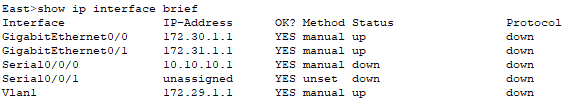 East>show ip interface brief
Interface IP-Address OK? Method Status Protocol
GigabitEthernet0/0 172.30.1.1 YES manual up down
GigabitEthernet0/1 172.31.1.1 YES manual up down
Serial0/0/0 10.10.10.1 YES manual down down
Serial0/0/1 unassigned YES unset down down
Vlan1 172.29.1.1 YES manual up down